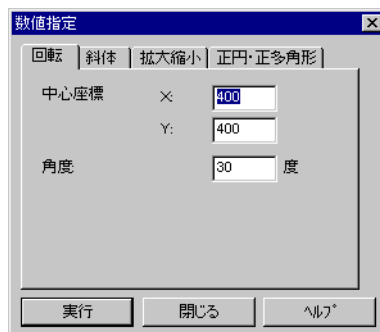 数値指定
回転 斜体 拡大縮小 正円・正多角形
中心座標 X: 400
Y: 400
角度 30 度
実行 閉じる ﾍﾙﾌﾟ